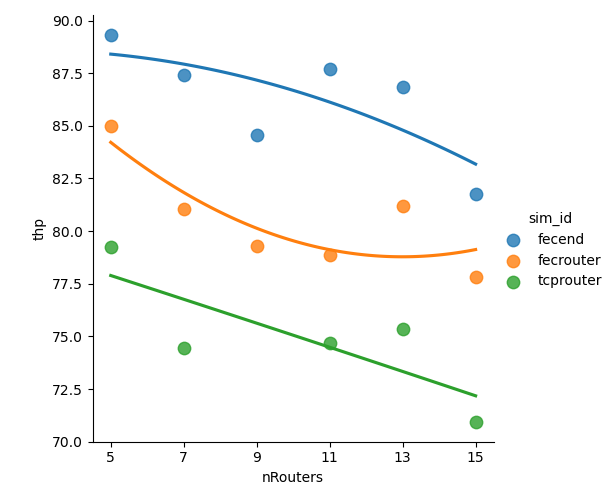 90.0
87.5
85.0
82.5
80.0
77.5
75.0
72.5
70.0
thp
5 7 9 11 13 15
nRouters
sim_id
fecend
fecrouter
tcprouter